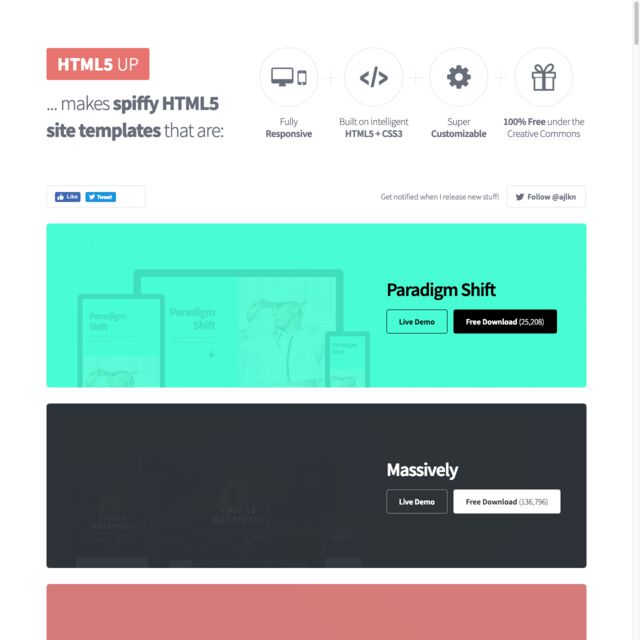 HTML5 UP
... makes spiffy HTML5
site templates that are:
Fully
Responsive
Built on intelligent
HTML5 + CSS3
Super
Customizable
100% Free under the
Creative Commons
Like
Tweet
Get notified when I release new stuff!
Follow @ajlkn
Paradigm
Shift
Paradigm
Shift
Paradigm
Shift
Paradigm Shift
Live Demo
Free Download (25,208)
THIS IS
MASSIVELY
Massively
Live Demo
Free Download (136,796)